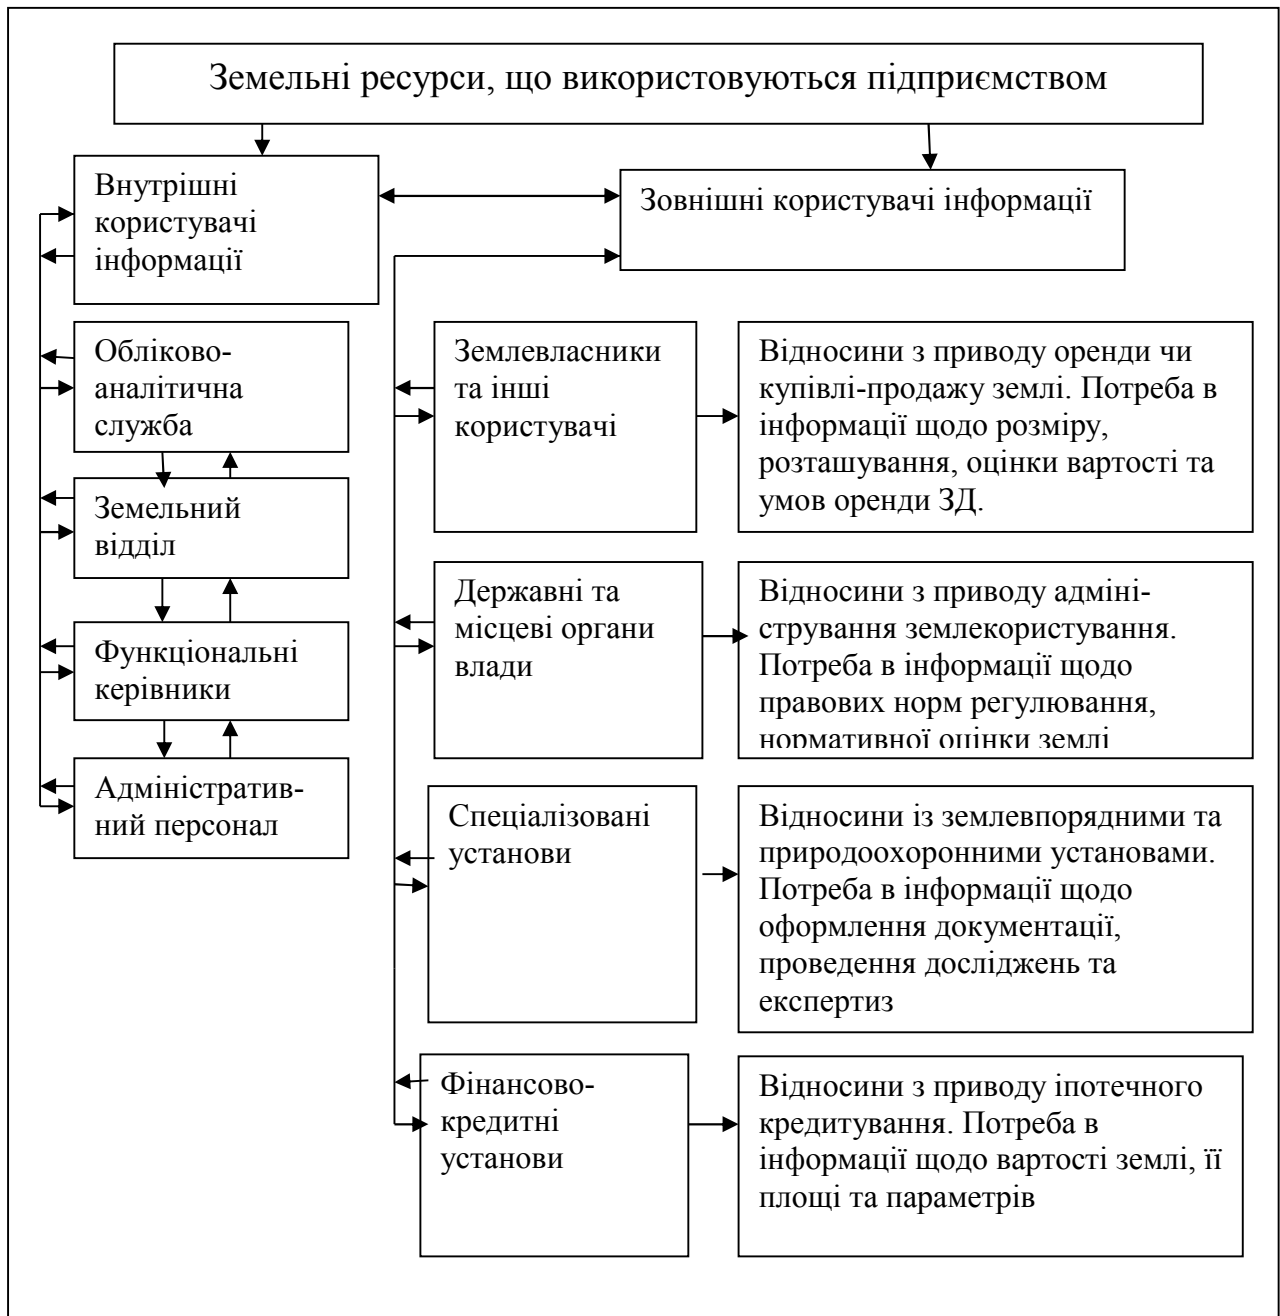 Земельні ресурси, що використовуються підприємством
Внутрішні
користувачі
інформації
Зовнішні користувачі інформації
Обліково-
аналітична
служба
Земельний
відділ
Функціональні
керівники
Адміністратив-
ний персонал
Землевласники
та інші
користувачі
Відносини з приводу оренди чи
купівлі-продажу землі. Потреба в
інформації щодо розміру,
розташування, оцінки вартості та
умов оренди ЗД.
Державні та
місцеві органи
влади
Відносини з приводу адміні-
стрування землекористування.
Потреба в інформації щодо
правових норм регулювання,
нормативної оцінки землі
Спеціалізовані
установи
Відносини із землевпорядними та
природоохоронними установами.
Потреба в інформації щодо
оформлення документації,
проведення досліджень та
експертиз
Фінансово-
кредитні
установи
Відносини з приводу іпотечного
кредитування. Потреба в
інформації щодо вартості землі, її
площі та параметрів